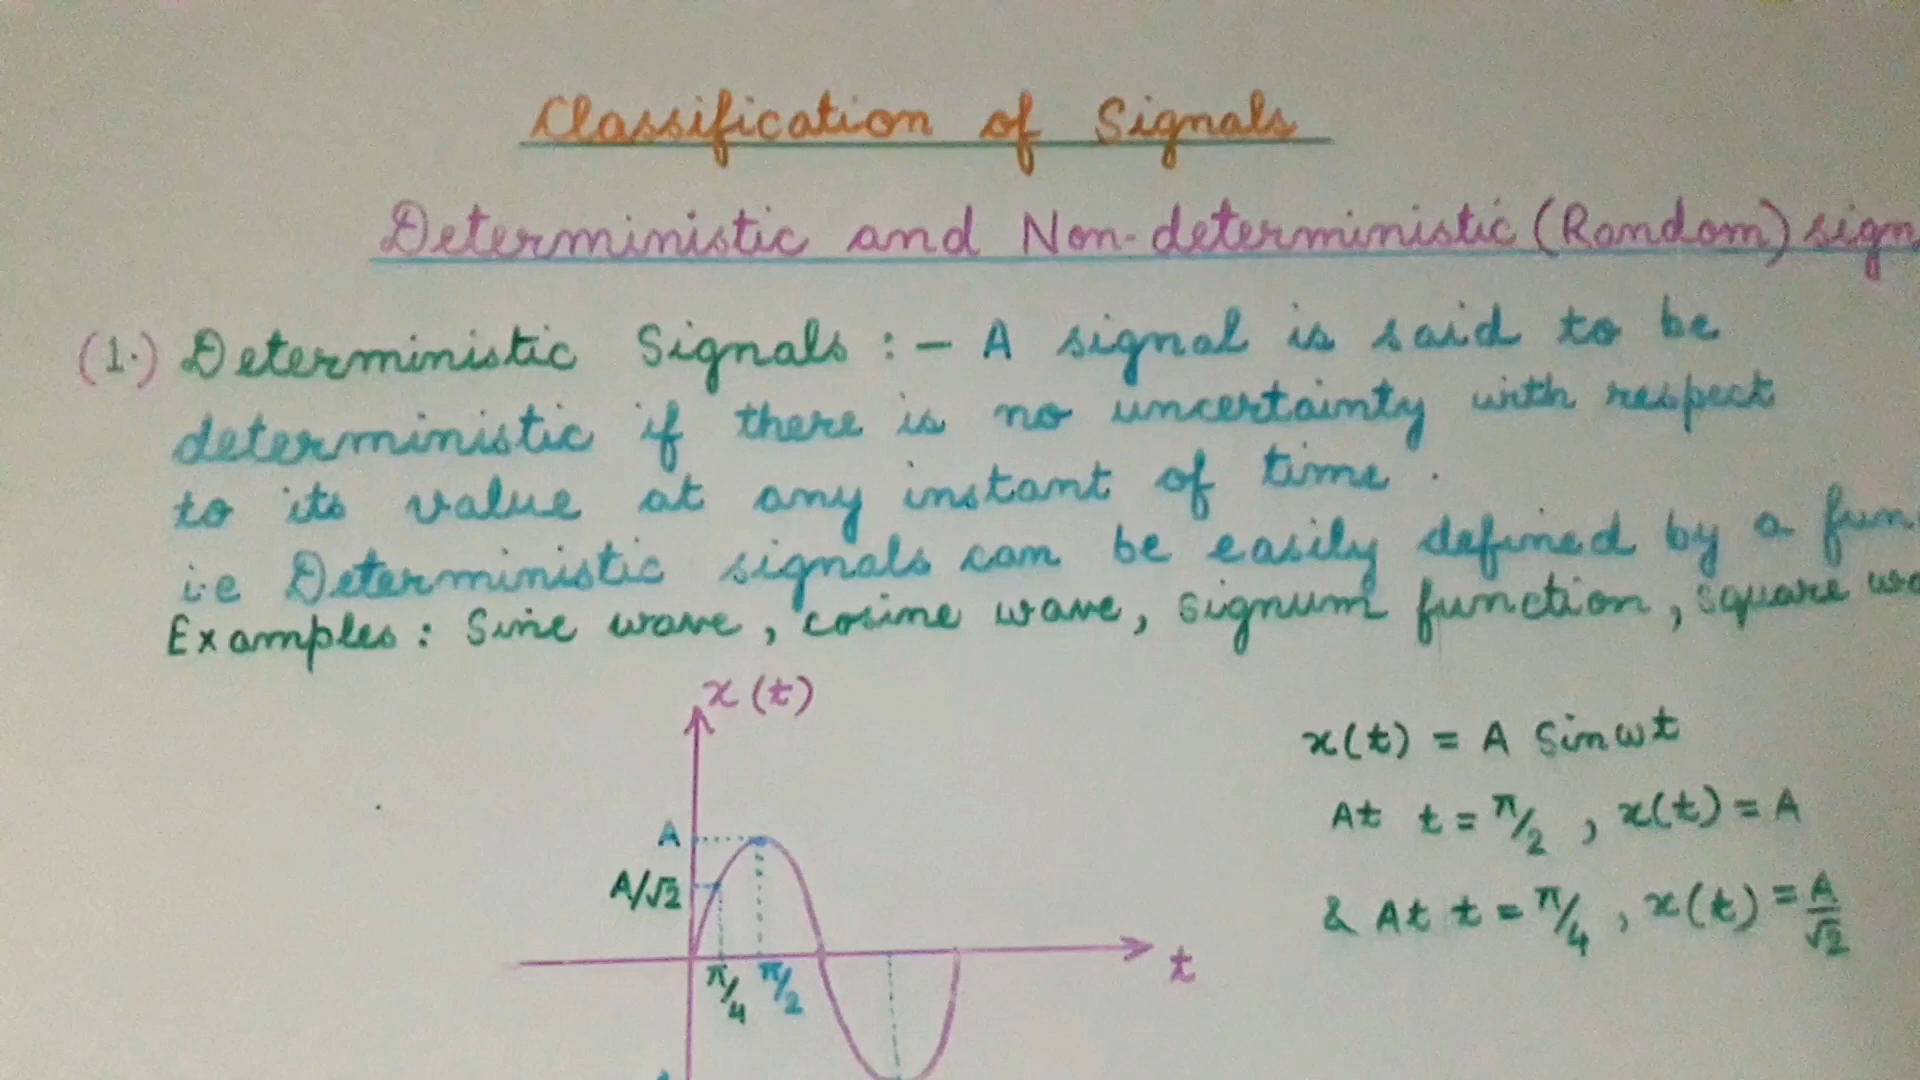 Classification of Signals
Deterministic and Non-deterministic (Random) sign
(1.) Deterministic Signals :- A signal is said to be
deterministic if there is no uncertainty with respect
to its value at any instant of time.
i.e Deterministic signals can be easily defined by a fun
Examples: Sine wave, cosine wave, signum function, square wa
x(t)
x(t) = A Sinωt
A
At t = π/2, x(t) = A
A/√2
& At t = π/4, x(t) = A/√2
π/4 π/2
t